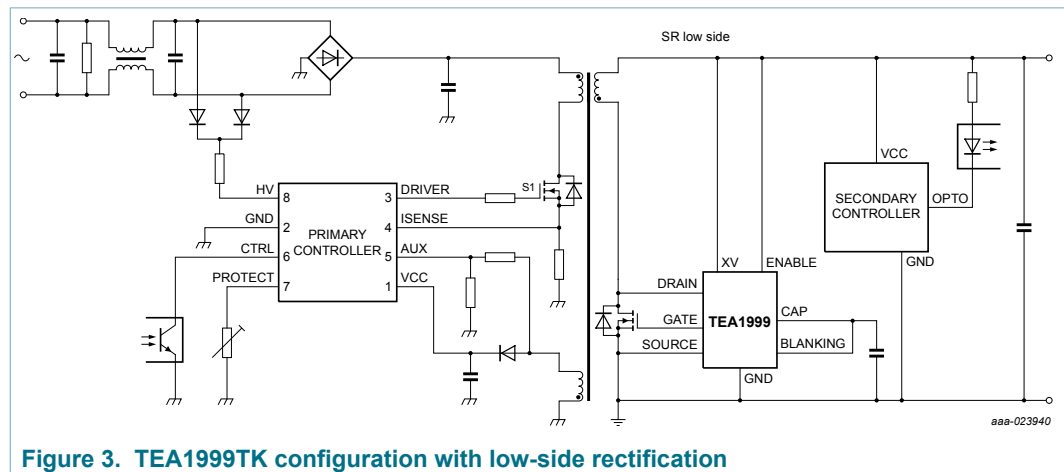 SR low side
HV
8
GND
2
CTRL
6
PROTECT
7
PRIMARY
CONTROLLER
3
DRIVER
4
ISENSE
5
AUX
1
VCC
S1
XV
ENABLE
DRAIN
GATE
SOURCE
TEA1999
CAP
BLANKING
GND
VCC
SECONDARY
CONTROLLER
OPTO
GND
aaa-023940
Figure 3. TEA1999TK configuration with low-side rectification